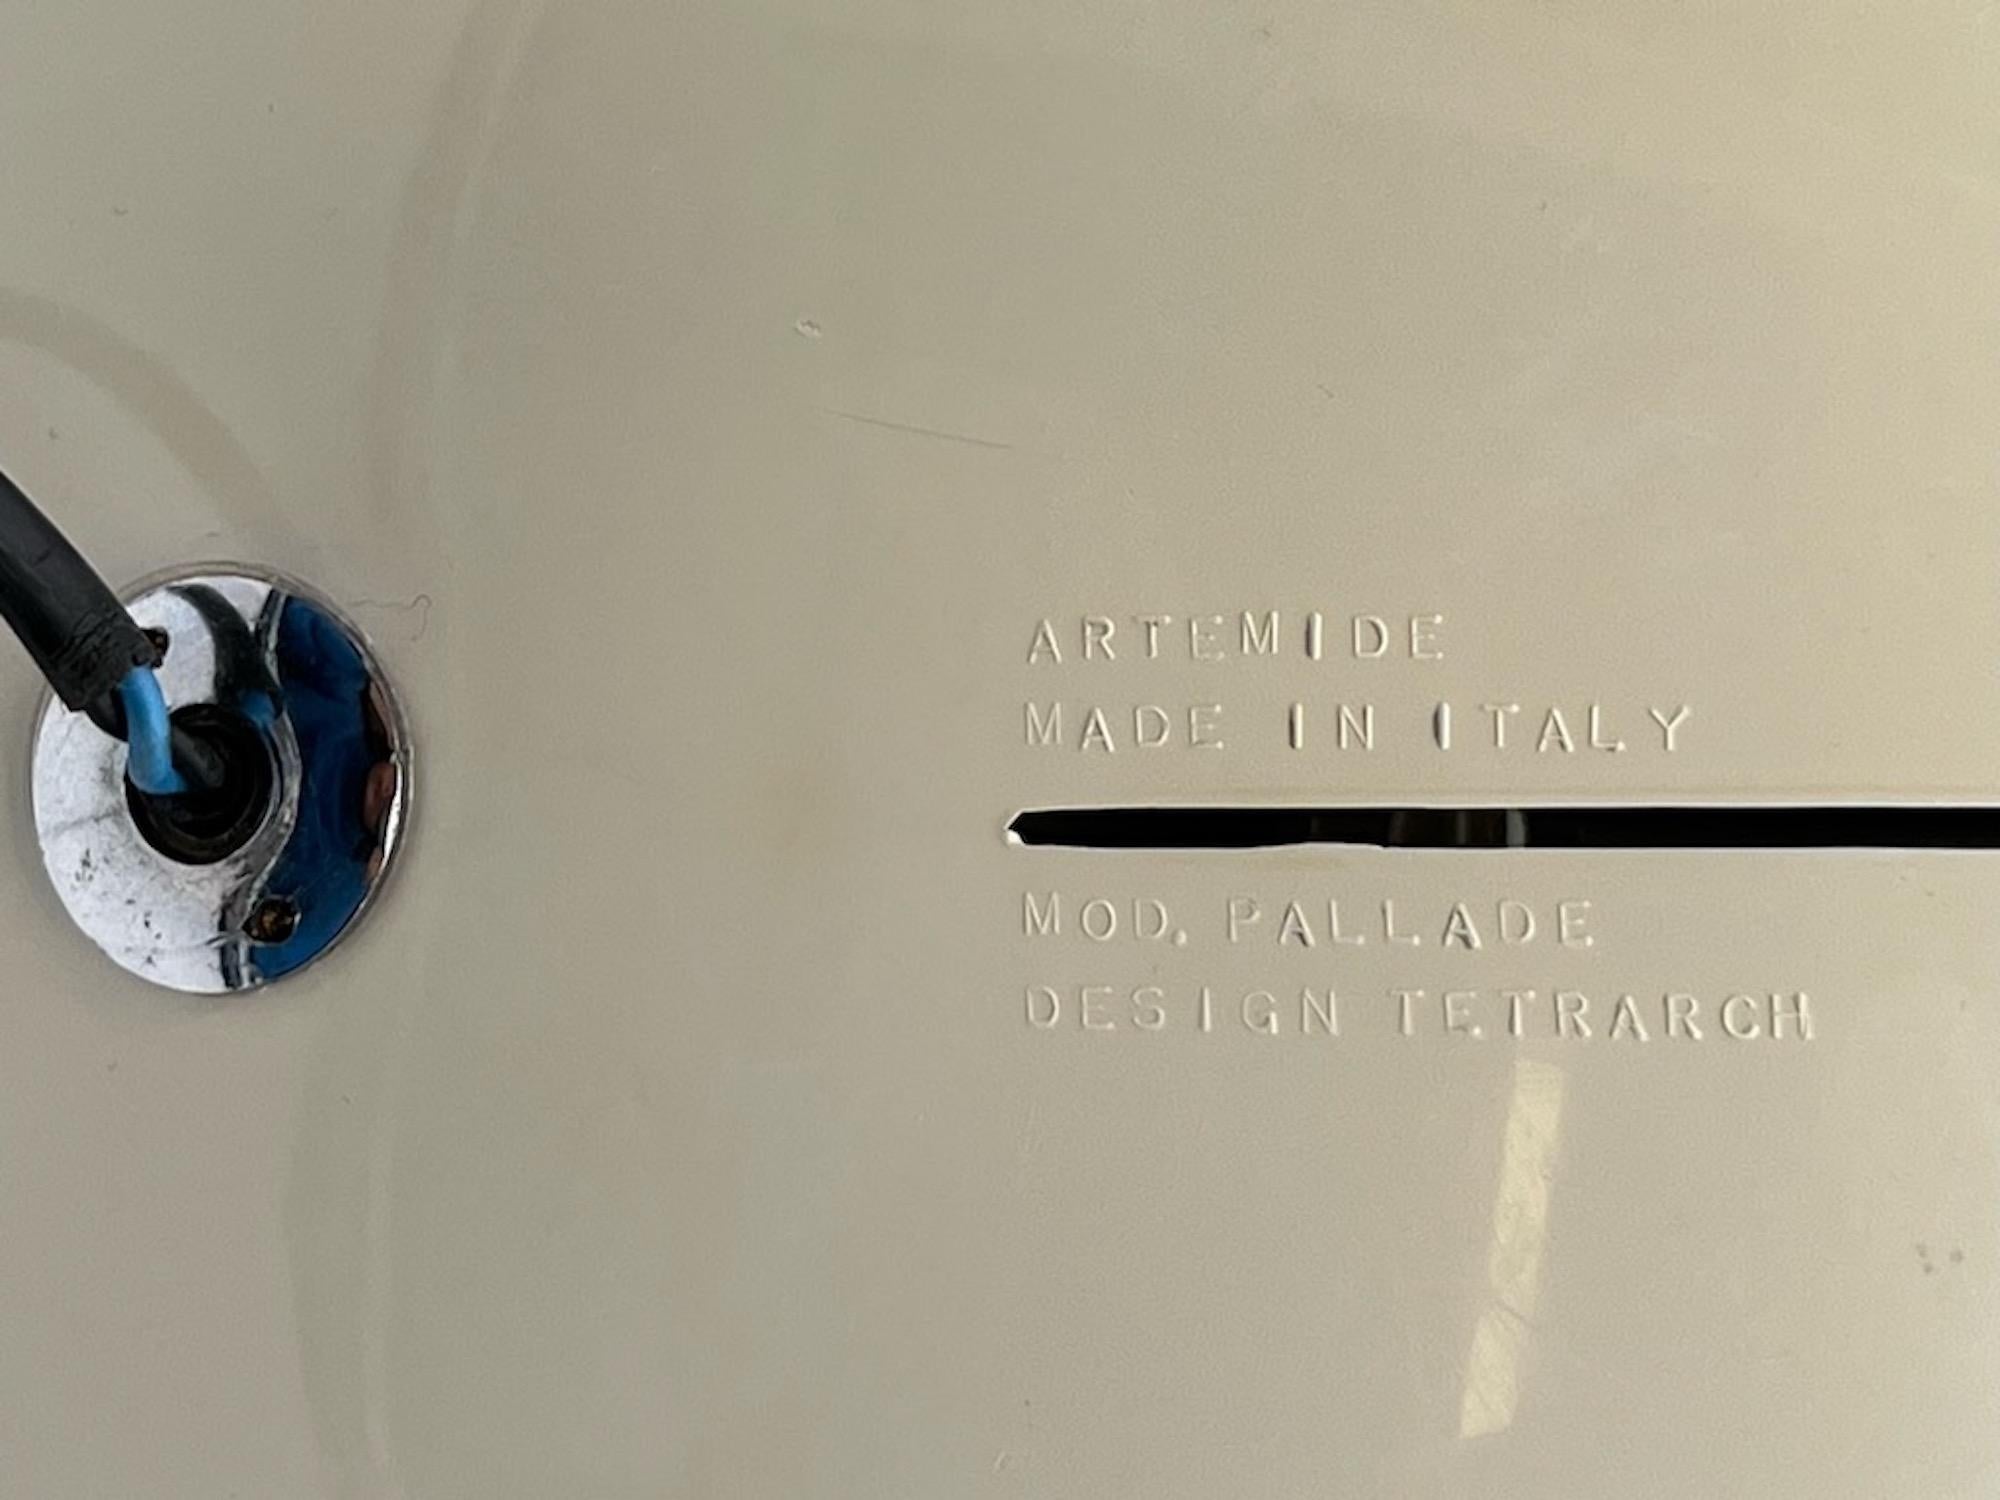 ARTEMIDE
MADE IN ITALY
MOD. PALLADE
DESIGN TETRARCH